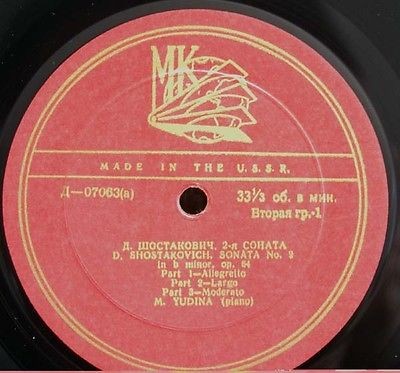 MK
MADE IN THE U.S.S.R.
Д—07063(а)
33⅓ об. в мин.
Вторая гр.-1
Д. ШОСТАКОВИЧ. 2-я СОНАТА
D. SHOSTAKOVICH. SONATA No. 2
in b minor, op. 64
Part 1—Allegretto
Part 2—Largo
Part 3—Moderato
M. YUDINA (piano)